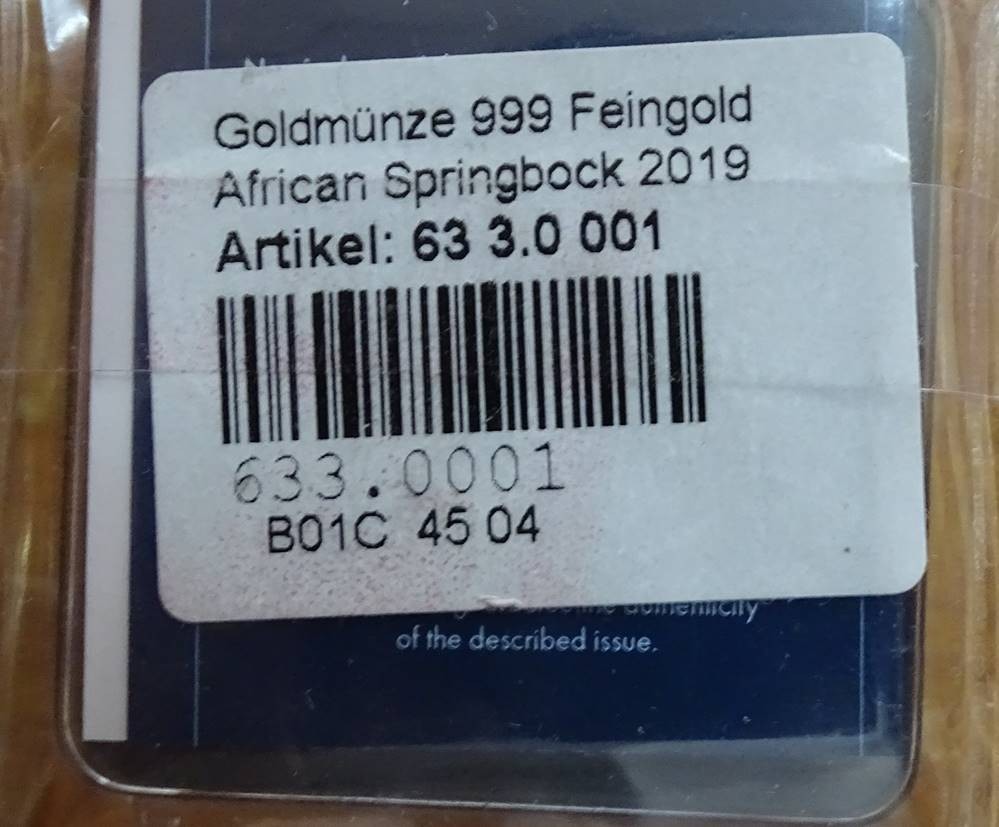 Goldmünze 999 Feingold
African Springbock 2019
Artikel: 63 3.0 001
633.0001
B01C 45 04
authenticity
of the described issue.